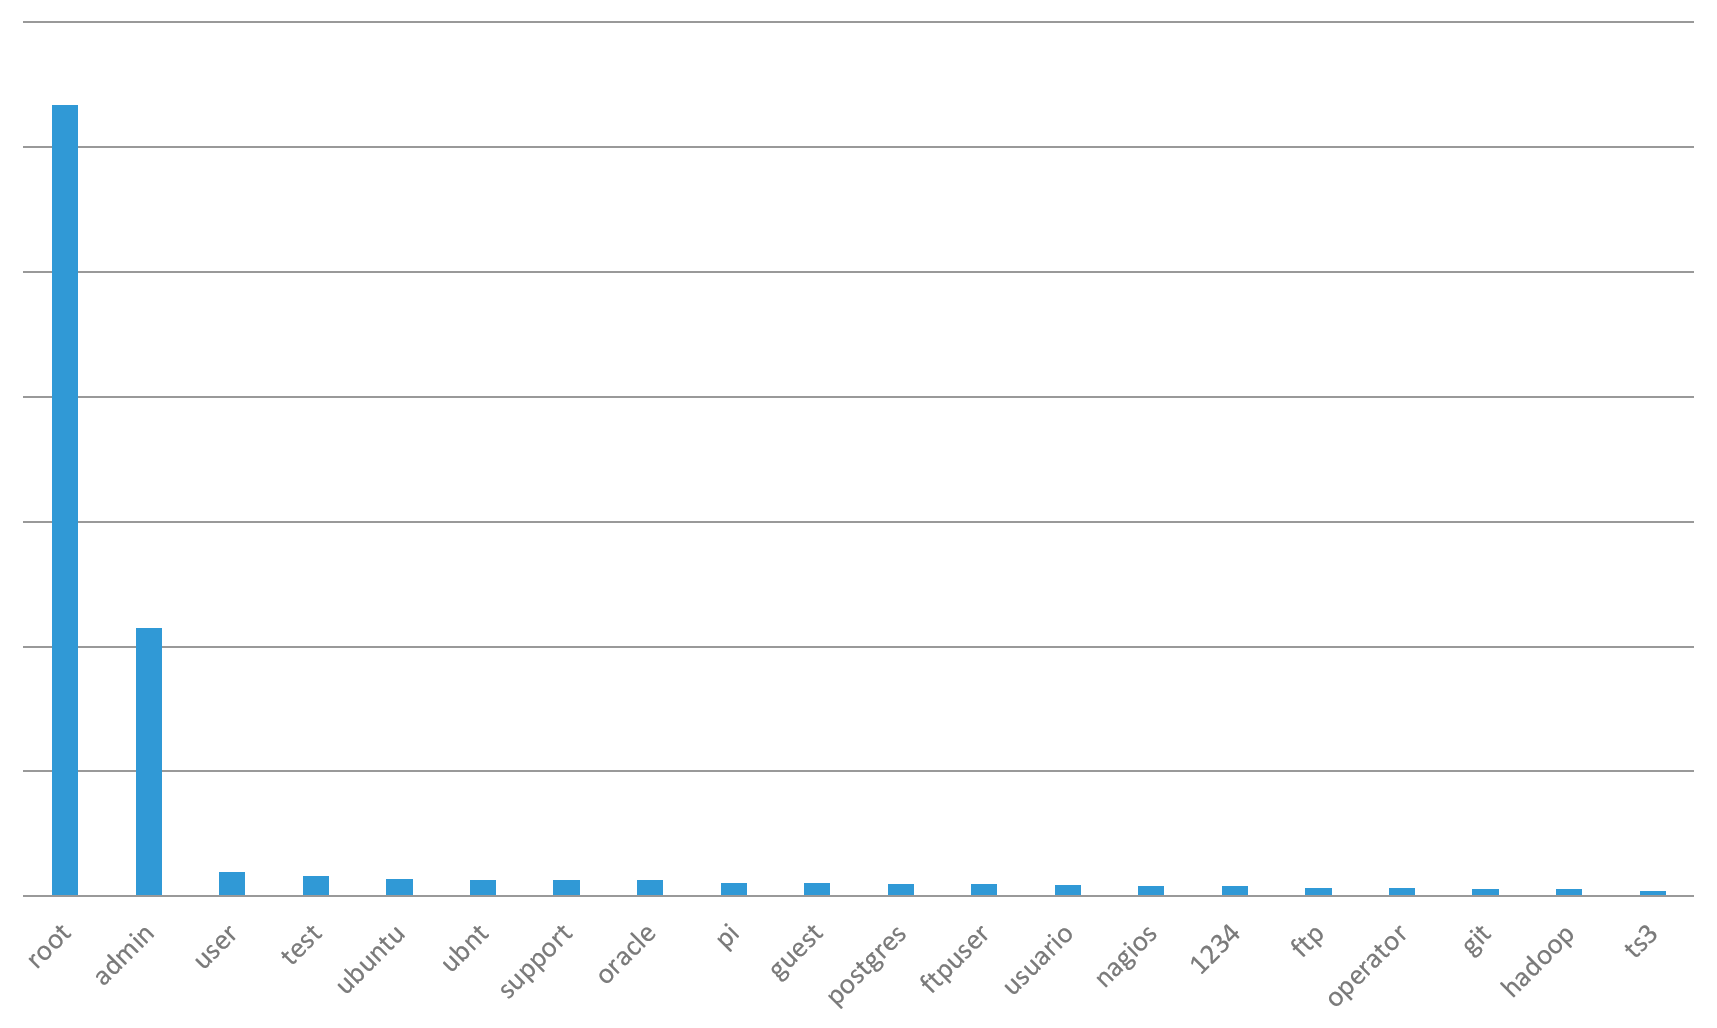 root
admin
user
test
ubuntu
ubnt
support
oracle
pi
guest
postgres
ftpuser
usuario
nagios
1234
ftp
operator
git
hadoop
ts3